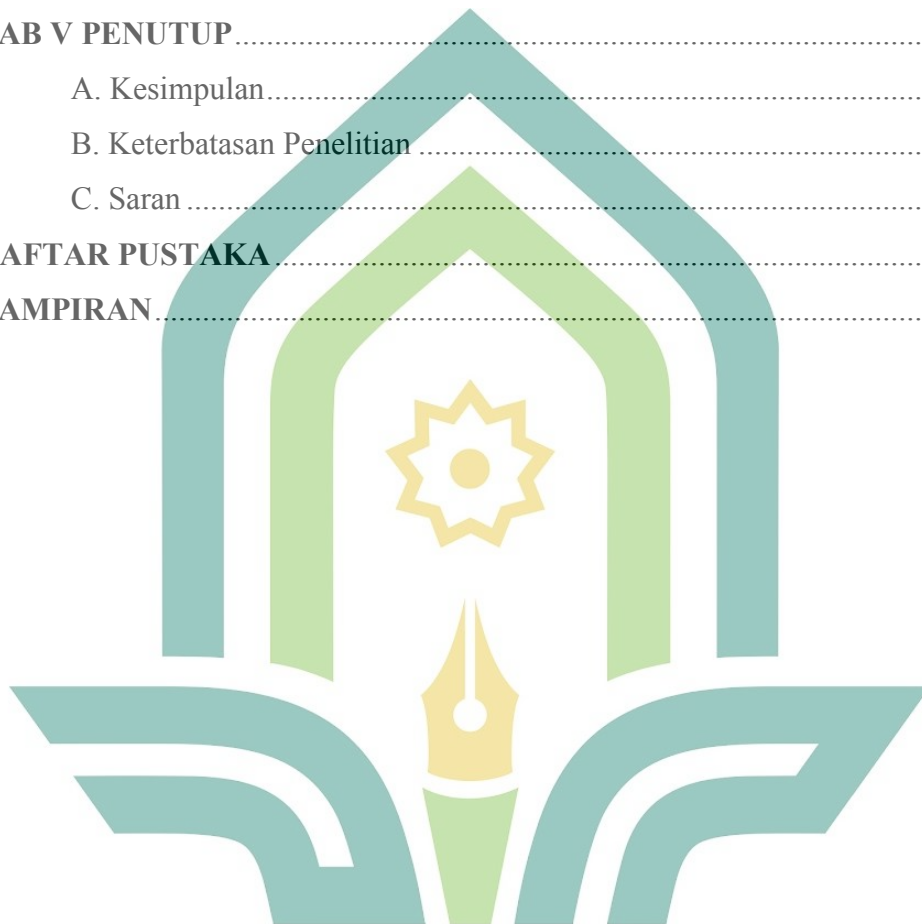 AB V PENUTUP........................................................................................
A. Kesimpulan........................................................................................
B. Keterbatasan Penelitian ........................................................................................
C. Saran ........................................................................................
AFTAR PUSTAKA........................................................................................
AMPIRAN........................................................................................